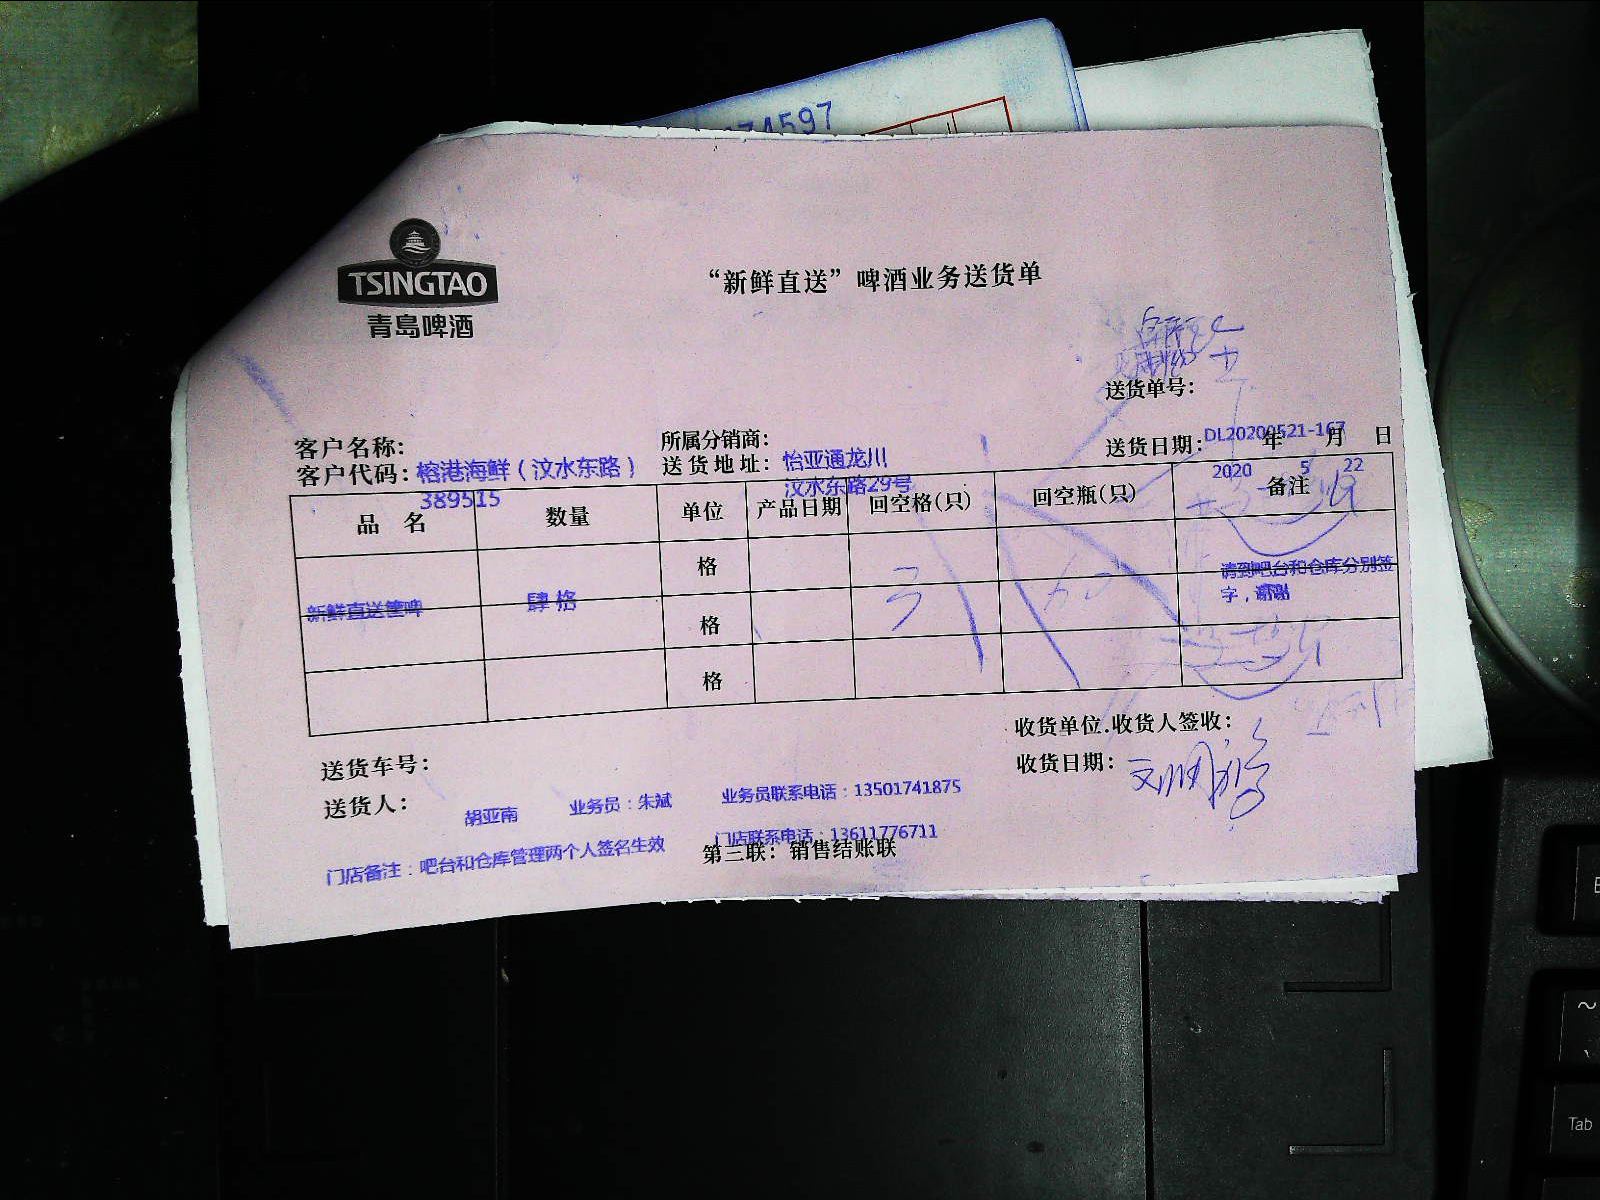 74597
TSINGTAO
青岛啤酒
“新鲜直送”啤酒业务送货单
送货单号：
客户名称： 所属分销商： 送货日期： DL20200521-167 年 月 日
客户代码： 榕港海鲜（汶水东路） 送货地址： 怡亚通龙川 2020 5 22
389515 汶水东路29号
品 名 数量 单位 产品日期 回空格（只） 回空瓶（只） 备注
格
新鲜直送筐啤 肆 格 格 请到吧台和仓库分别签
字，谢谢
格
收货单位.收货人签收：
送货车号： 收货日期：
送货人： 胡亚南 业务员：朱斌 业务员联系电话：13501741875
门店备注：吧台和仓库管理两个人签名生效 门店联系电话：13611776711
第三联：销售结账联
~
Tab